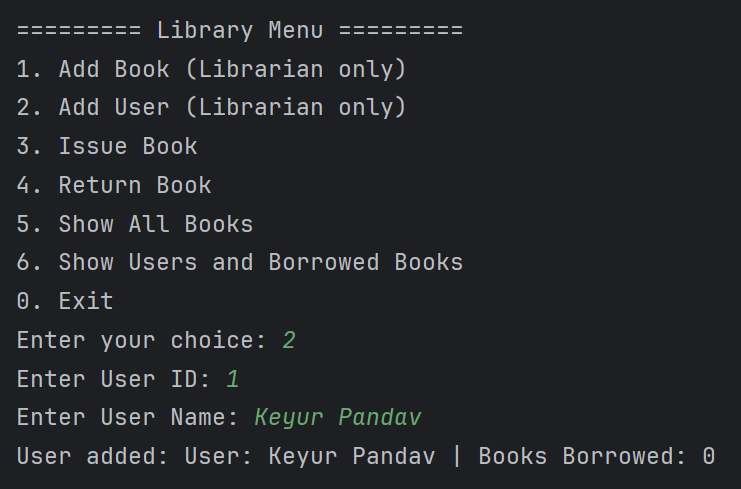 ========= Library Menu =========
1. Add Book (Librarian only)
2. Add User (Librarian only)
3. Issue Book
4. Return Book
5. Show All Books
6. Show Users and Borrowed Books
0. Exit
Enter your choice: 2
Enter User ID: 1
Enter User Name: Keyur Pandav
User added: User: Keyur Pandav | Books Borrowed: 0